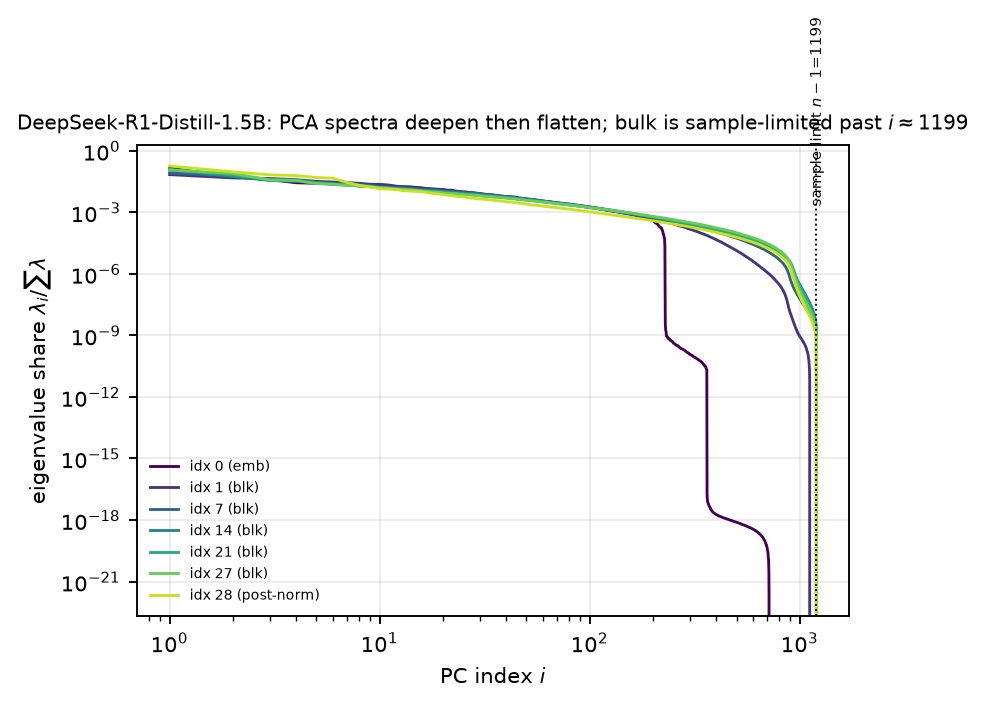 sample limit n − 1=1199
DeepSeek-R1-Distill-1.5B: PCA spectra deepen then flatten; bulk is sample-limited past i ≈ 1199
eigenvalue share λᵢ/∑λ
10⁰
10⁻³
10⁻⁶
10⁻⁹
10⁻¹²
10⁻¹⁵
10⁻¹⁸
10⁻²¹
idx 0 (emb)
idx 1 (blk)
idx 7 (blk)
idx 14 (blk)
idx 21 (blk)
idx 27 (blk)
idx 28 (post-norm)
10⁰ 10¹ 10² 10³
PC index i